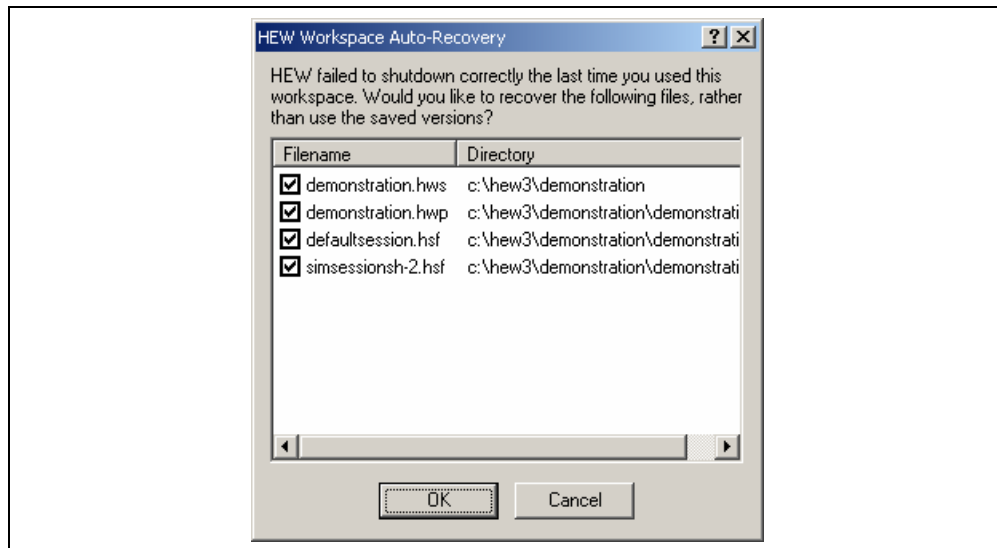 HEW Workspace Auto-Recovery
HEW failed to shutdown correctly the last time you used this
workspace. Would you like to recover the following files, rather
than use the saved versions?
Filename Directory
demonstration.hws c:\hew3\demonstration
demonstration.hwp c:\hew3\demonstration\demonstrati
defaultsession.hsf c:\hew3\demonstration\demonstrati
simsessionsh-2.hsf c:\hew3\demonstration\demonstrati
OK Cancel